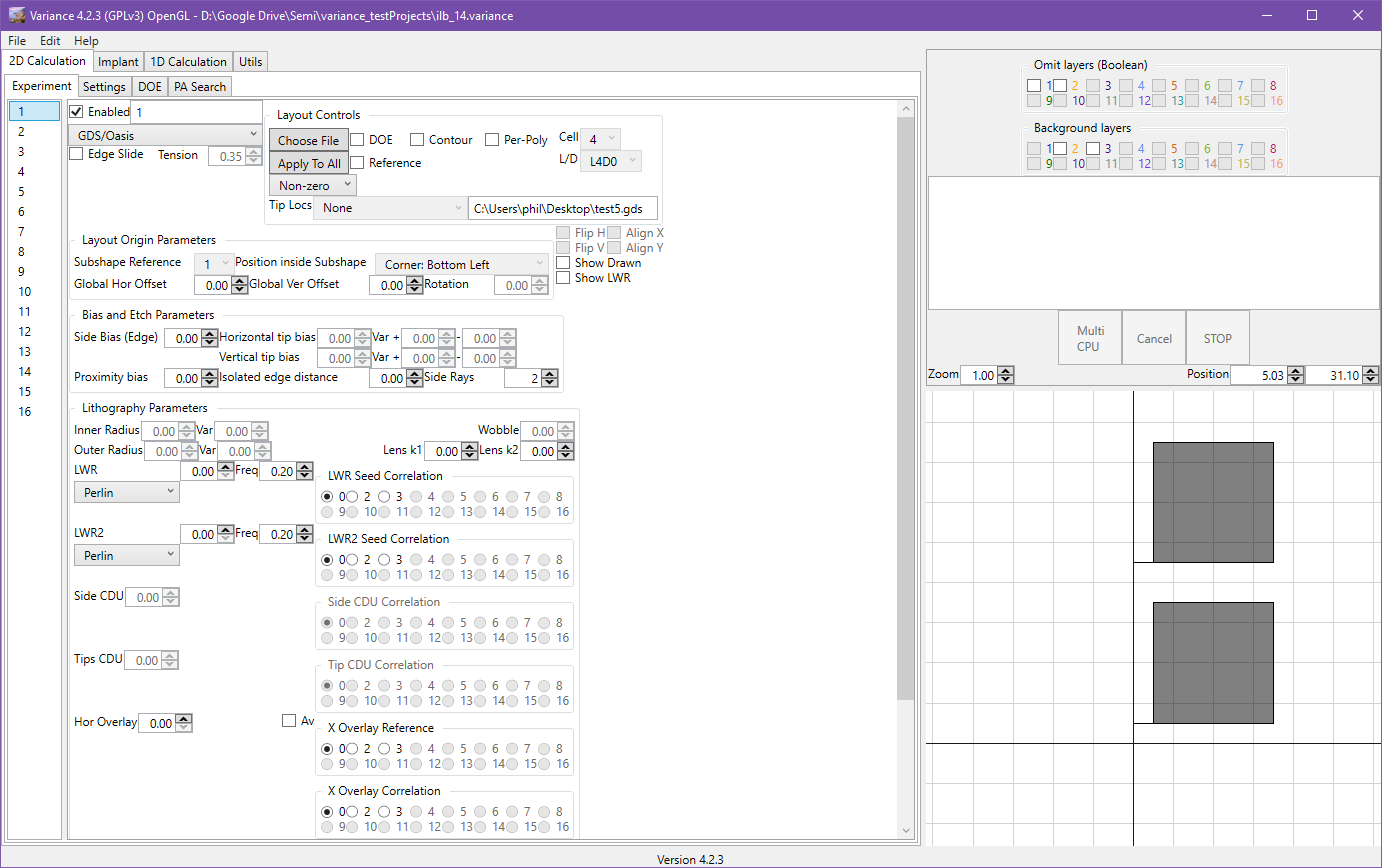 Variance 4.2.3 (GPLv3) OpenGL - D:\Google Drive\Semi\variance_testProjects\ilb_14.variance
File Edit Help
2D Calculation Implant 1D Calculation Utils
Experiment Settings DOE PA Search
1
2
3
4
5
6
7
8
9
10
11
12
13
14
15
16
Enabled 1
GDS/Oasis
Edge Slide Tension 0.35
Layout Controls
Choose File DOE Contour Per-Poly Cell 4
Apply To All Reference L/D L4D0
Non-zero
Tip Locs None C:\Users\phil\Desktop\test5.gds
Layout Origin Parameters
Subshape Reference 1 Position inside Subshape Corner: Bottom Left
Global Hor Offset 0.00 Global Ver Offset 0.00 Rotation 0.00
Flip H Align X
Flip V Align Y
Show Drawn
Show LWR
Bias and Etch Parameters
Side Bias (Edge) 0.00 Horizontal tip bias 0.00 Var + 0.00 - 0.00
Vertical tip bias 0.00 Var + 0.00 - 0.00
Proximity bias 0.00 Isolated edge distance 0.00 Side Rays 2
Lithography Parameters
Inner Radius 0.00 Var 0.00 Wobble 0.00
Outer Radius 0.00 Var 0.00 Lens k1 0.00 Lens k2 0.00
LWR 0.00 Freq 0.20
Perlin
LWR Seed Correlation
0 2 3 4 5 6 7 8
9 10 11 12 13 14 15 16
LWR2 0.00 Freq 0.20
Perlin
LWR2 Seed Correlation
0 2 3 4 5 6 7 8
9 10 11 12 13 14 15 16
Side CDU 0.00
Side CDU Correlation
0 2 3 4 5 6 7 8
9 10 11 12 13 14 15 16
Tips CDU 0.00
Tip CDU Correlation
0 2 3 4 5 6 7 8
9 10 11 12 13 14 15 16
Hor Overlay 0.00 Av
X Overlay Reference
0 2 3 4 5 6 7 8
9 10 11 12 13 14 15 16
X Overlay Correlation
0 2 3 4 5 6 7 8
9 10 11 12 13 14 15 16
Omit layers (Boolean)
1 2 3 4 5 6 7 8
9 10 11 12 13 14 15 16
Background layers
1 2 3 4 5 6 7 8
9 10 11 12 13 14 15 16
Multi
CPU
Cancel
STOP
Zoom 1.00 Position 5.03 31.10
Version 4.2.3